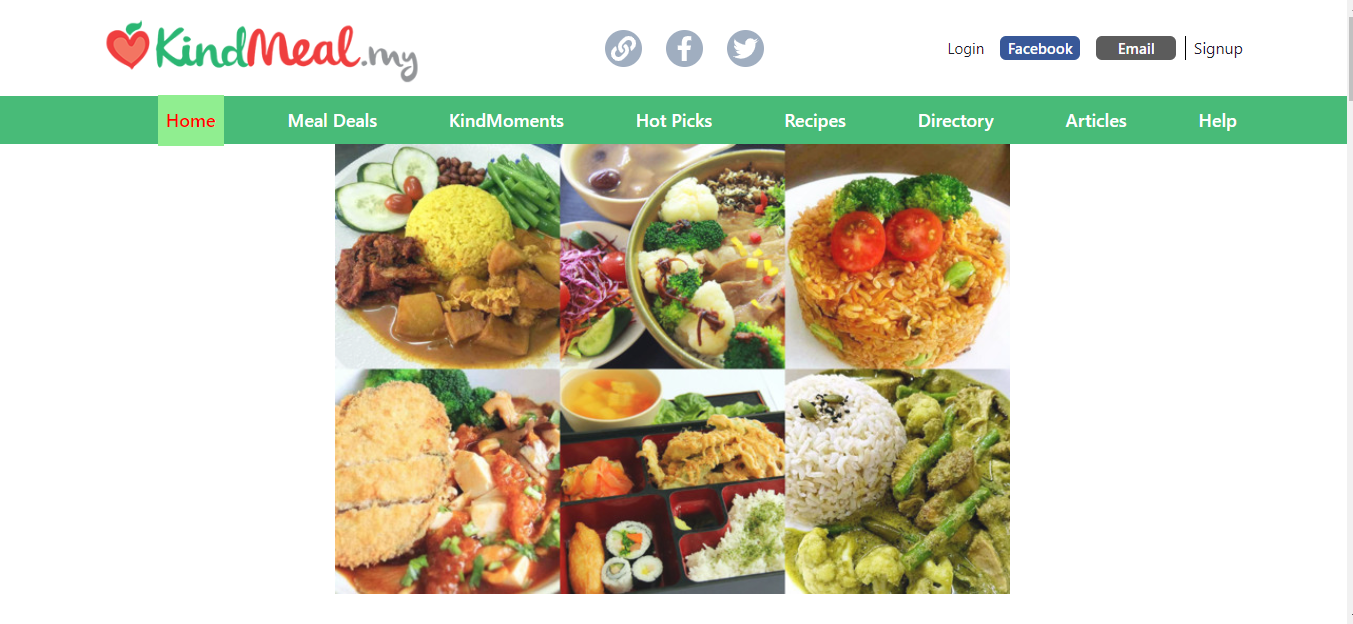 KindMeal.my
Login Facebook Email Signup
Home Meal Deals KindMoments Hot Picks Recipes Directory Articles Help